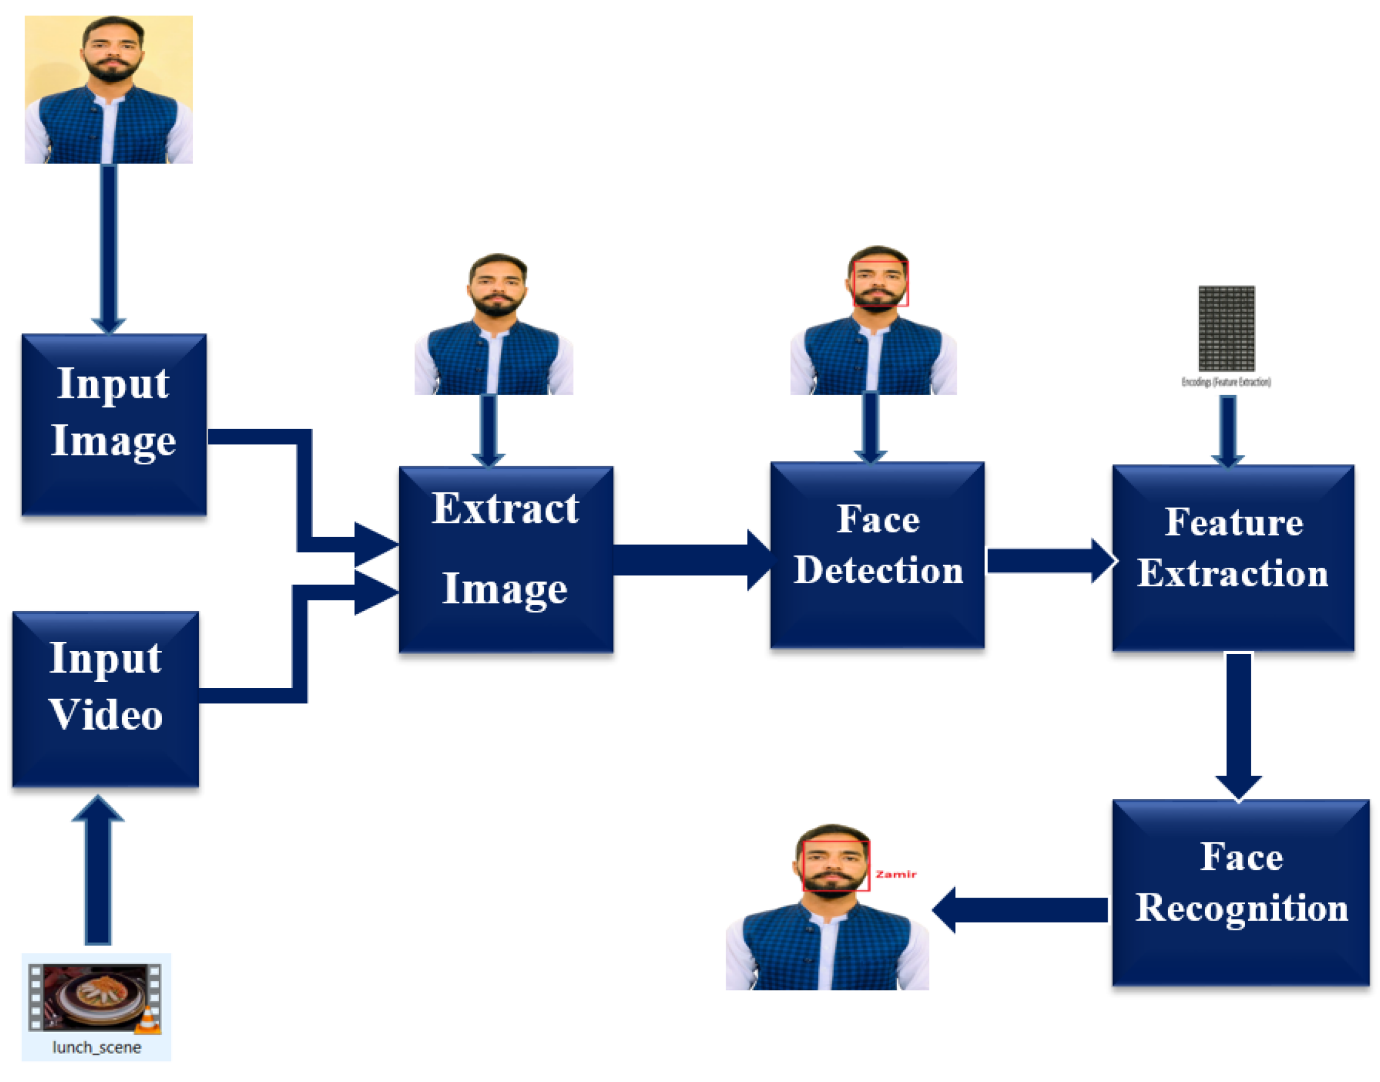 Input
Image
Extract
Image
Face
Detection
Encodings (Feature Extraction)
Feature
Extraction
Input
Video
lunch_scene
Face
Recognition
Zamir